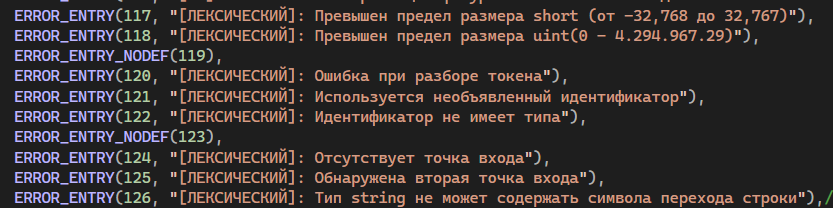 ERROR_ENTRY(117, "[ЛЕКСИЧЕСКИЙ]: Превышен предел размера short (от -32,768 до 32,767)"),
ERROR_ENTRY(118, "[ЛЕКСИЧЕСКИЙ]: Превышен предел размера uint(0 - 4.294.967.29)"),
ERROR_ENTRY_NODEF(119),
ERROR_ENTRY(120, "[ЛЕКСИЧЕСКИЙ]: Ошибка при разборе токена"),
ERROR_ENTRY(121, "[ЛЕКСИЧЕСКИЙ]: Используется необъявленный идентификатор"),
ERROR_ENTRY(122, "[ЛЕКСИЧЕСКИЙ]: Идентификатор не имеет типа"),
ERROR_ENTRY_NODEF(123),
ERROR_ENTRY(124, "[ЛЕКСИЧЕСКИЙ]: Отсутствует точка входа"),
ERROR_ENTRY(125, "[ЛЕКСИЧЕСКИЙ]: Обнаружена вторая точка входа"),
ERROR_ENTRY(126, "[ЛЕКСИЧЕСКИЙ]: Тип string не может содержать символа перехода строки"),/